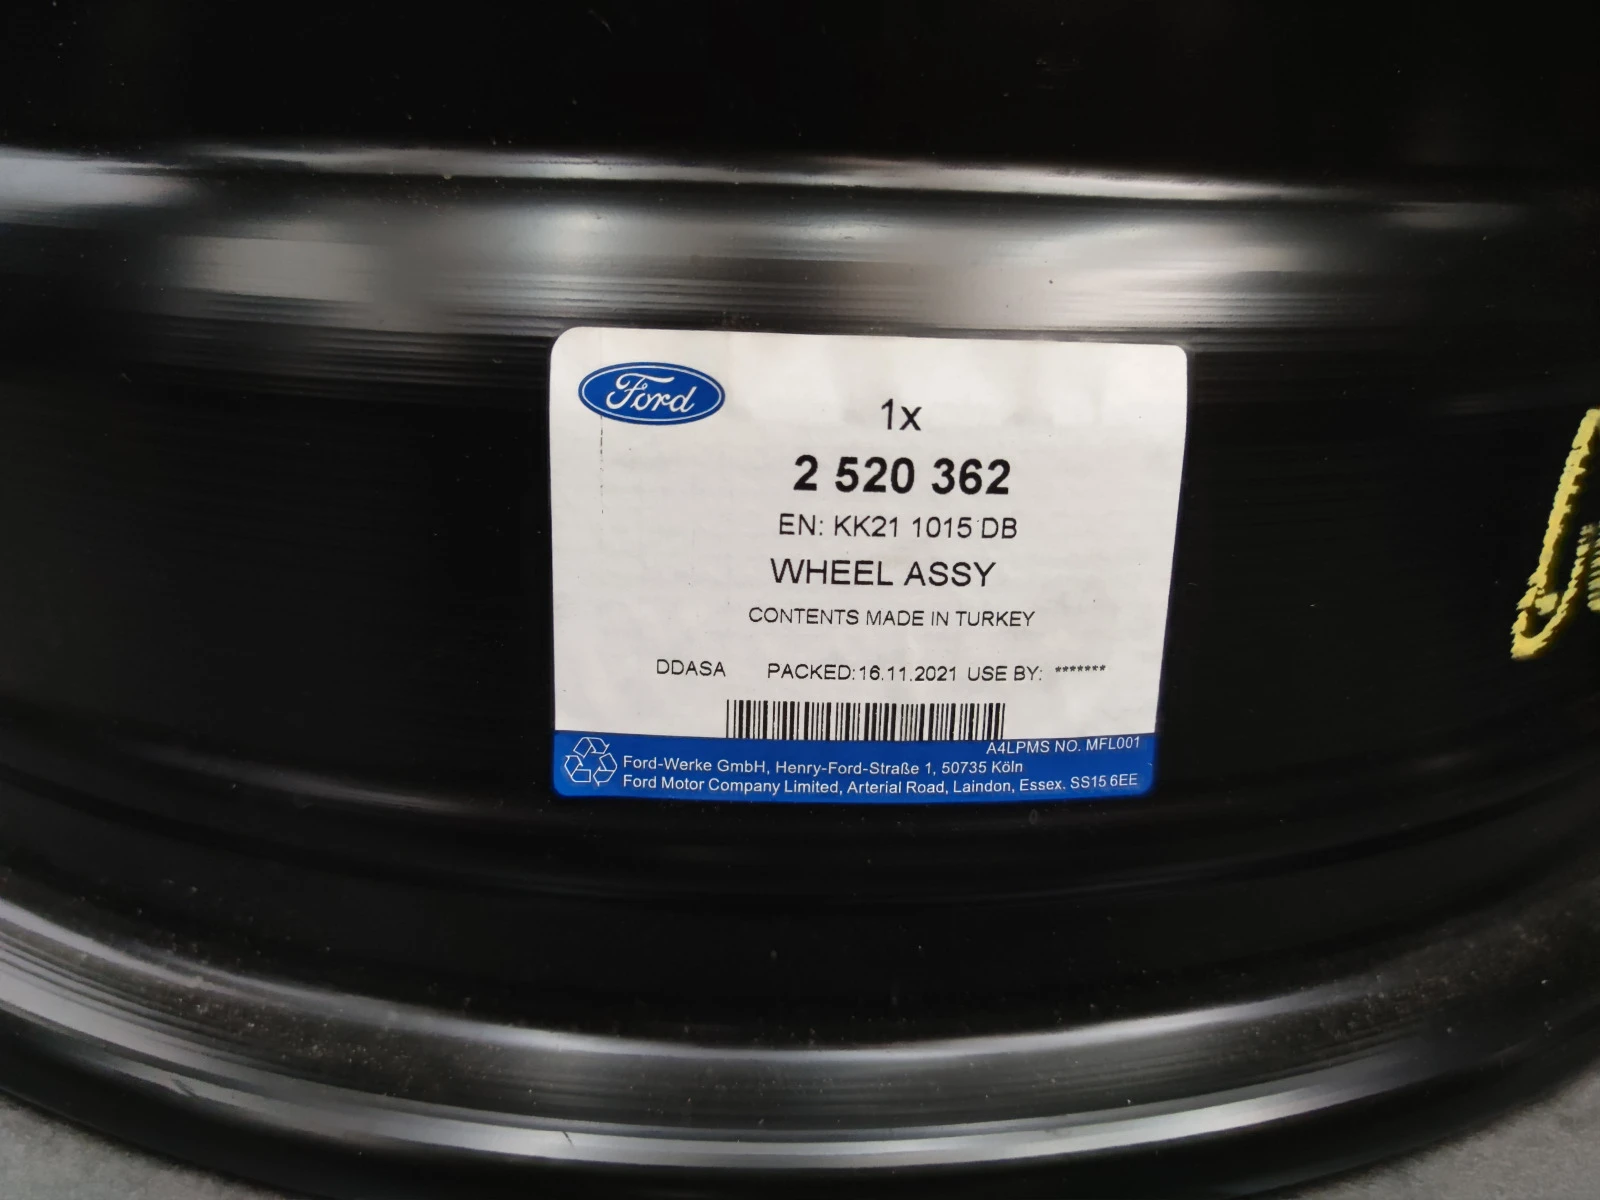 Ford
1x
2 520 362
EN: KK21 1015 DB
WHEEL ASSY
CONTENTS MADE IN TURKEY
DDASA PACKED:16.11.2021 USE BY: *******
A4LPMS NO. MFL001
Ford-Werke GmbH, Henry-Ford-Straße 1, 50735 Köln
Ford Motor Company Limited, Arterial Road, Laindon, Essex. SS15 6EE